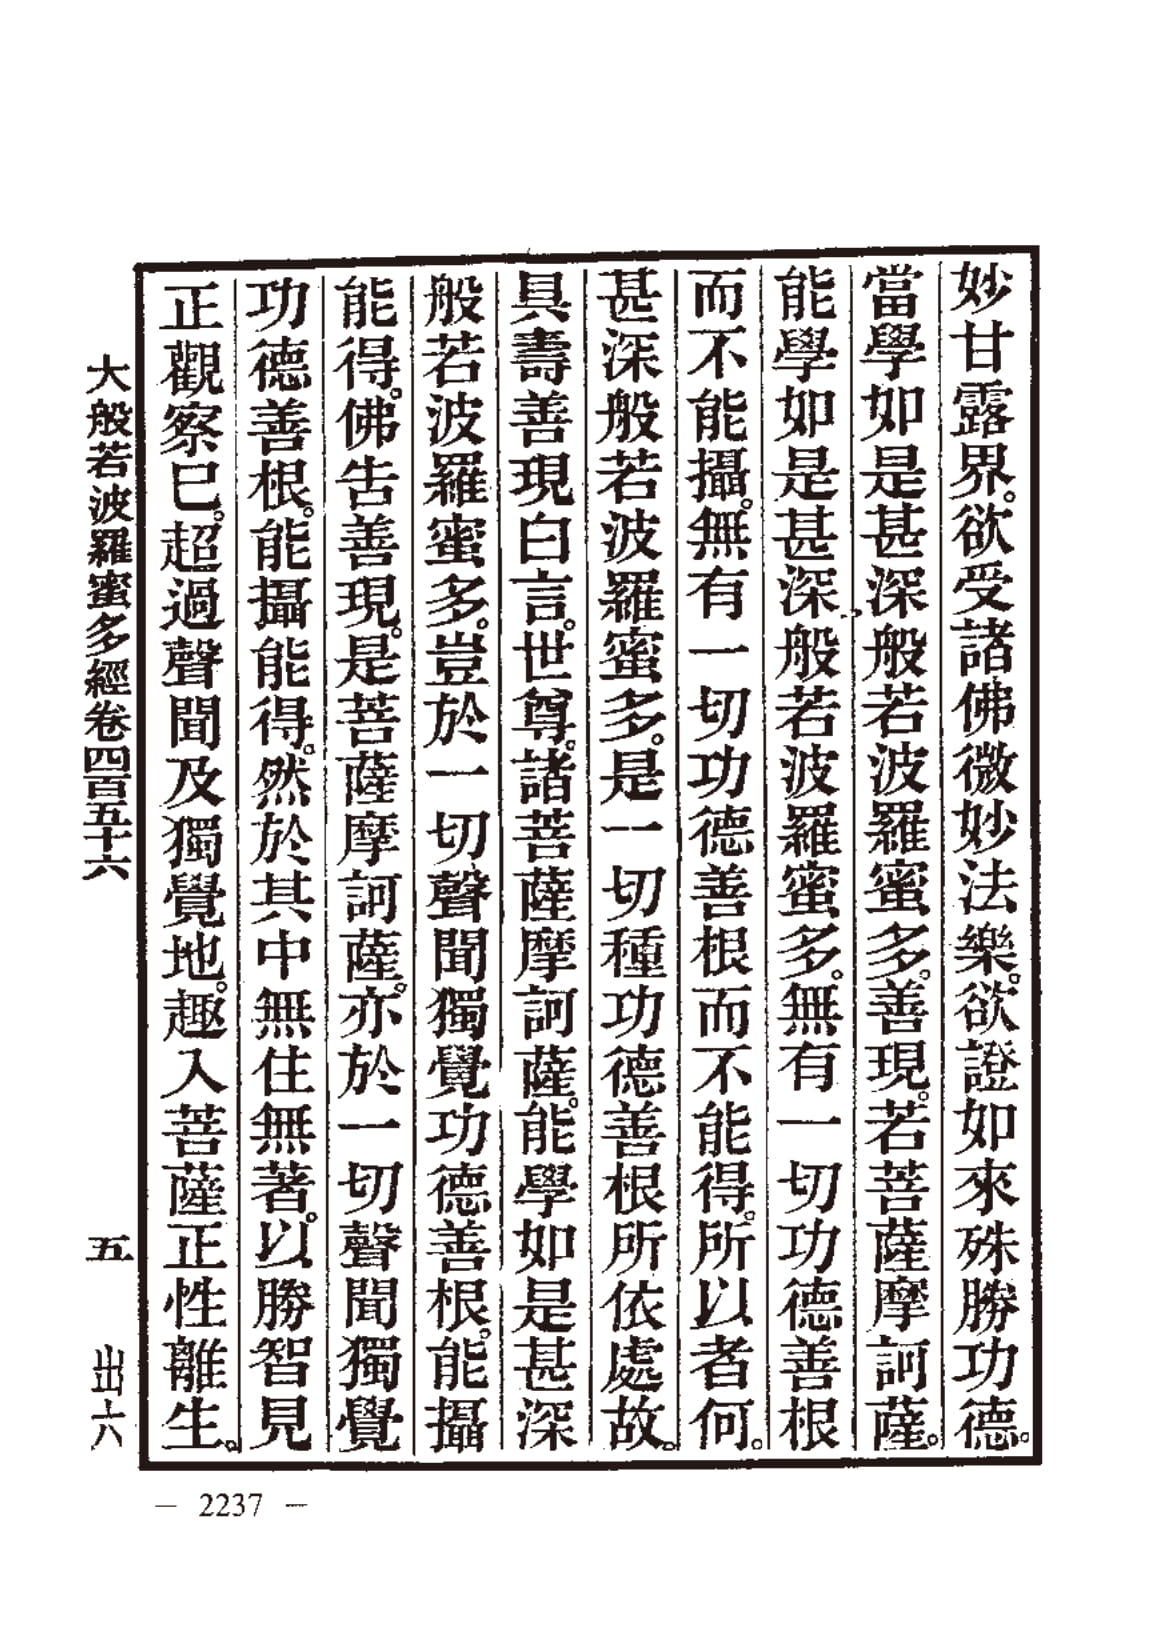 妙甘露界。欲受諸佛微妙法樂。欲證如來殊勝功德。
當學如是甚深般若波羅蜜多。善現。若菩薩摩訶薩。
能學如是甚深般若波羅蜜多。無有一切功德善根
而不能攝。無有一切功德善根而不能得。所以者何。
甚深般若波羅蜜多。是一切種功德善根所依處故。
具壽善現白言。世尊。諸菩薩摩訶薩。能學如是甚深
般若波羅蜜多。豈於一切聲聞獨覺功德善根。能攝
能得。佛告善現。是菩薩摩訶薩。亦於一切聲聞獨覺
功德善根。能攝能得。然於其中無住無著。以勝智見
正觀察已。超過聲聞及獨覺地。趣入菩薩正性離生。
大般若波羅蜜多經卷四百五十六 五 出六
— 2237 —